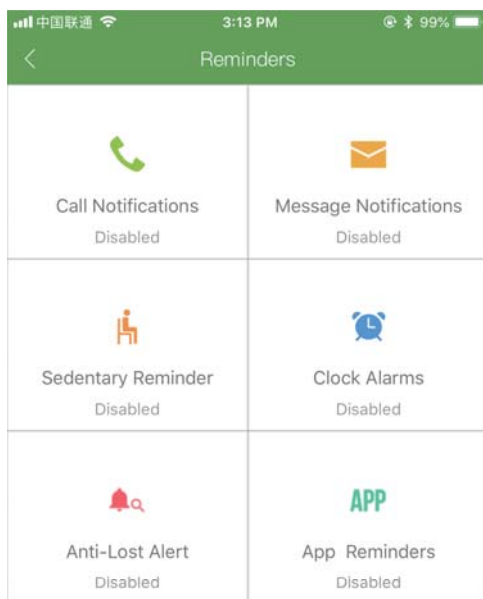 中国联通 3:13 PM 99%
Reminders
Call Notifications Message Notifications
Disabled Disabled
Sedentary Reminder Clock Alarms
Disabled Disabled
APP
Anti-Lost Alert App Reminders
Disabled Disabled